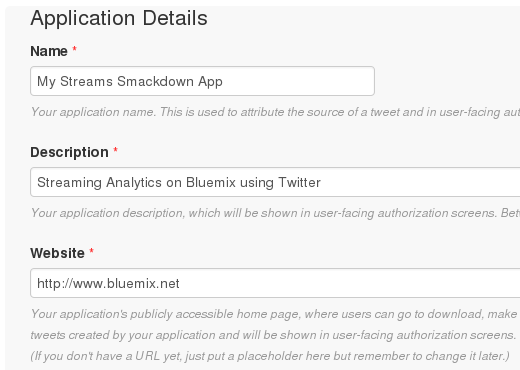 Application Details
Name *
My Streams Smackdown App
Your application name. This is used to attribute the source of a tweet and in user-facing
Description *
Streaming Analytics on Bluemix using Twitter
Your application description, which will be shown in user-facing authorization screens.
Website *
http://www.bluemix.net
Your application's publicly accessible home page, where users can go to download, make
tweets created by your application and will be shown in user-facing authorization screens.
(If you don't have a URL yet, just put a placeholder here but remember to change it later.)